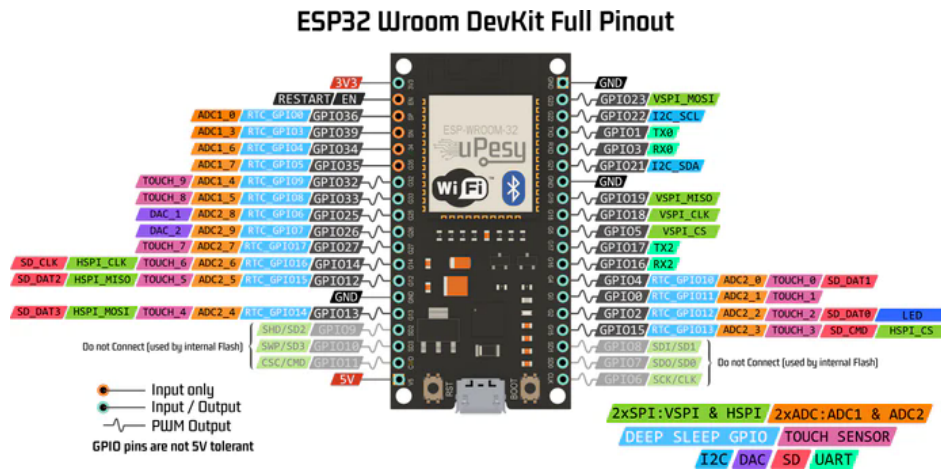 ESP32 Wroom DevKit Full Pinout
3V3
RESTART EN
ADC1_0 RTC_GPIO0 GPIO36
ADC1_3 RTC_GPIO3 GPIO39
ADC1_6 RTC_GPIO4 GPIO34
ADC1_7 RTC_GPIO5 GPIO35
TOUCH_9 ADC1_4 RTC_GPIO9 GPIO32
TOUCH_8 ADC1_5 RTC_GPIO8 GPIO33
DAC_1 ADC2_8 RTC_GPIO6 GPIO25
DAC_2 ADC2_9 RTC_GPIO7 GPIO26
TOUCH_7 ADC2_7 RTC_GPIO17 GPIO27
SD_CLK HSPI_CLK TOUCH_6 ADC2_6 RTC_GPIO16 GPIO14
SD_DAT2 HSPI_MISO TOUCH_5 ADC2_5 RTC_GPIO15 GPIO12
GND
SD_DAT3 HSPI_MOSI TOUCH_4 ADC2_4 RTC_GPIO14 GPIO13
SHD/SD2 GPIO9
SWP/SD3 GPIO10
CSC/CMD GPIO11
Do not Connect (used by internal Flash)
5V
ESP-WROOM-32
uPesy
WiFi
RST
BOOT
GND
GPIO23 VSPI_MOSI
GPIO22 I2C_SCL
GPIO1 TX0
GPIO3 RX0
GPIO21 I2C_SDA
GND
GPIO19 VSPI_MISO
GPIO18 VSPI_CLK
GPIO5 VSPI_CS
GPIO17 TX2
GPIO16 RX2
GPIO4 RTC_GPIO10 ADC2_0 TOUCH_0 SD_DAT1
GPIO0 RTC_GPIO11 ADC2_1 TOUCH_1
GPIO2 RTC_GPIO12 ADC2_2 TOUCH_2 SD_DAT0 LED
GPIO15 RTC_GPIO13 ADC2_3 TOUCH_3 SD_CMD HSPI_CS
GPIO8 SDI/SD1
GPIO7 SDO/SD0
GPIO6 SCK/CLK
Do not Connect (used by internal Flash)
Input only
Input / Output
PWM Output
GPIO pins are not 5V tolerant
2xSPI:VSPI & HSPI 2xADC:ADC1 & ADC2
DEEP SLEEP GPIO TOUCH SENSOR
I2C DAC SD UART